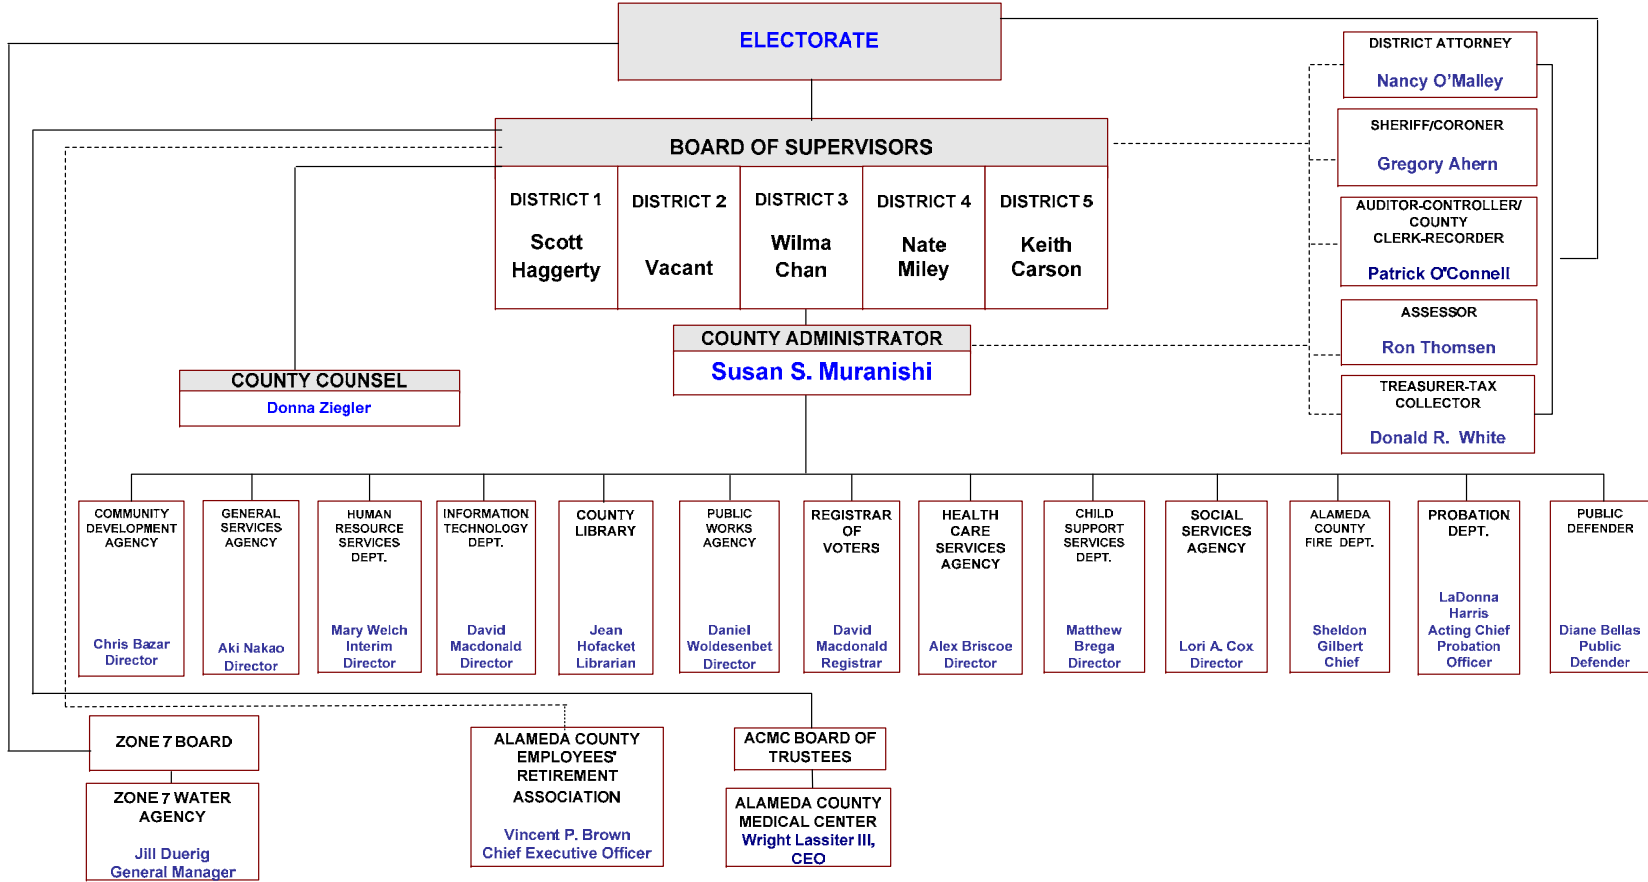 ELECTORATE
DISTRICT ATTORNEY
Nancy O'Malley
SHERIFF/CORONER
Gregory Ahern
AUDITOR-CONTROLLER/
COUNTY
CLERK-RECORDER
Patrick O'Connell
ASSESSOR
Ron Thomsen
TREASURER-TAX
COLLECTOR
Donald R. White
BOARD OF SUPERVISORS
DISTRICT 1
Scott
Haggerty
DISTRICT 2
Vacant
DISTRICT 3
Wilma
Chan
DISTRICT 4
Nate
Miley
DISTRICT 5
Keith
Carson
COUNTY ADMINISTRATOR
Susan S. Muranishi
COUNTY COUNSEL
Donna Ziegler
COMMUNITY
DEVELOPMENT
AGENCY
Chris Bazar
Director
GENERAL
SERVICES
AGENCY
Aki Nakao
Director
HUMAN
RESOURCE
SERVICES
DEPT.
Mary Welch
Interim
Director
INFORMATION
TECHNOLOGY
DEPT.
David
Macdonald
Director
COUNTY
LIBRARY
Jean
Hofacket
Librarian
PUBLIC
WORKS
AGENCY
Daniel
Woldesenbet
Director
REGISTRAR
OF
VOTERS
David
Macdonald
Registrar
HEALTH
CARE
SERVICES
AGENCY
Alex Briscoe
Director
CHILD
SUPPORT
SERVICES
DEPT.
Matthew
Brega
Director
SOCIAL
SERVICES
AGENCY
Lori A. Cox
Director
ALAMEDA
COUNTY
FIRE DEPT.
Sheldon
Gilbert
Chief
PROBATION
DEPT.
LaDonna
Harris
Acting Chief
Probation
Officer
PUBLIC
DEFENDER
Diane Bellas
Public
Defender
ZONE 7 BOARD
ZONE 7 WATER
AGENCY
Jill Duerig
General Manager
ALAMEDA COUNTY
EMPLOYEES'
RETIREMENT
ASSOCIATION
Vincent P. Brown
Chief Executive Officer
ACMC BOARD OF
TRUSTEES
ALAMEDA COUNTY
MEDICAL CENTER
Wright Lassiter III,
CEO